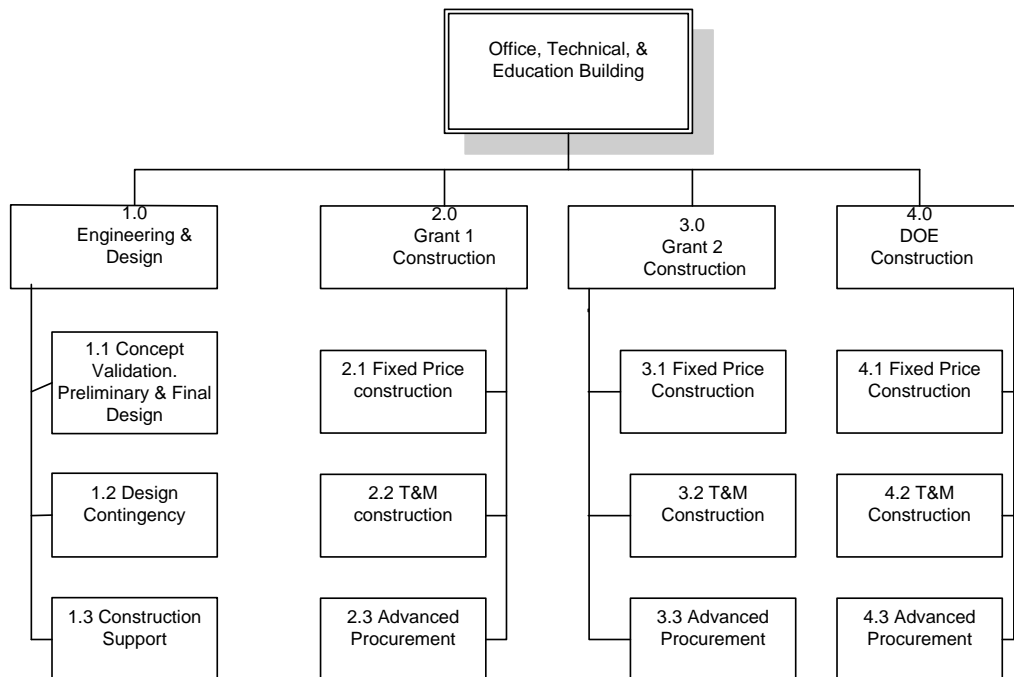 Office, Technical, &
Education Building
1.0
Engineering &
Design
2.0
Grant 1
Construction
3.0
Grant 2
Construction
4.0
DOE
Construction
1.1 Concept
Validation.
Preliminary & Final
Design
2.1 Fixed Price
construction
3.1 Fixed Price
Construction
4.1 Fixed Price
Construction
1.2 Design
Contingency
2.2 T&M
construction
3.2 T&M
Construction
4.2 T&M
Construction
1.3 Construction
Support
2.3 Advanced
Procurement
3.3 Advanced
Procurement
4.3 Advanced
Procurement